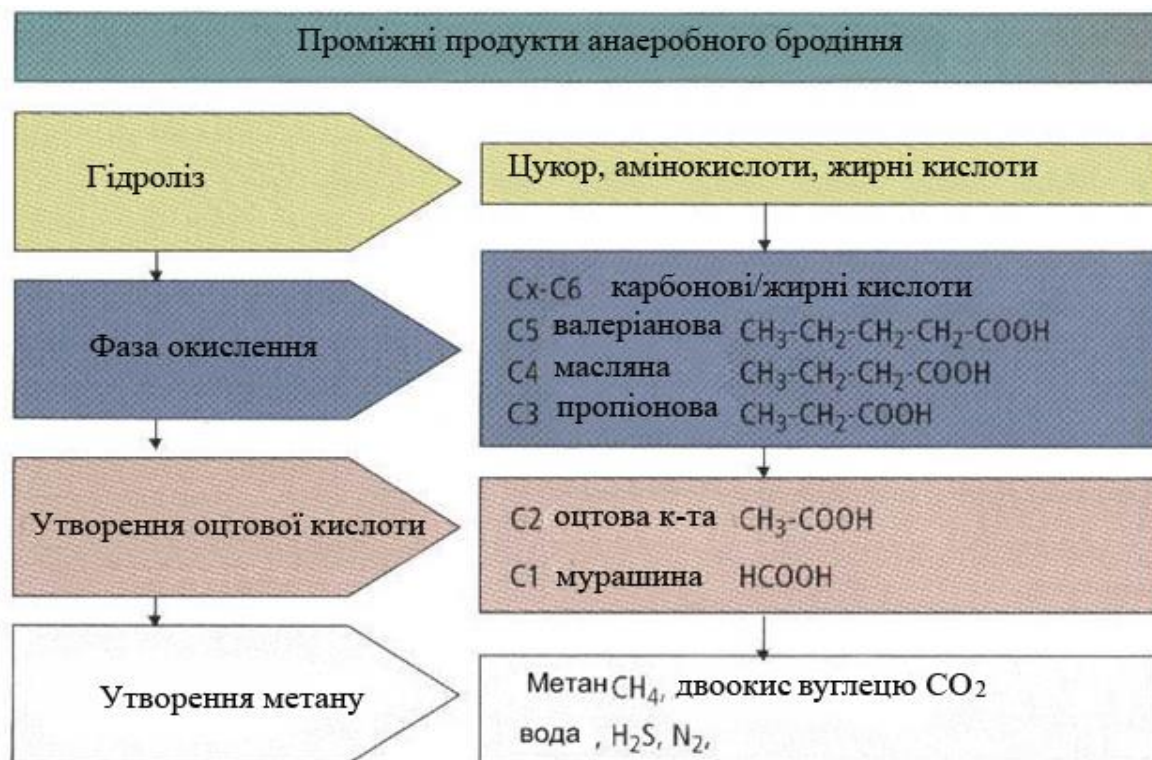 Проміжні продукти анаеробного бродіння
Гідроліз
Цукор, амінокислоти, жирні кислоти
Фаза окислення
Cx-C6 карбонові/жирні кислоти
C5 валеріанова CH₃-CH₂-CH₂-CH₂-COOH
C4 масляна CH₃-CH₂-CH₂-COOH
C3 пропіонова CH₃-CH₂-COOH
Утворення оцтової кислоти
C2 оцтова к-та CH₃-COOH
C1 мурашина HCOOH
Утворення метану
Метан CH₄, двоокис вуглецю CO₂
вода , H₂S, N₂,